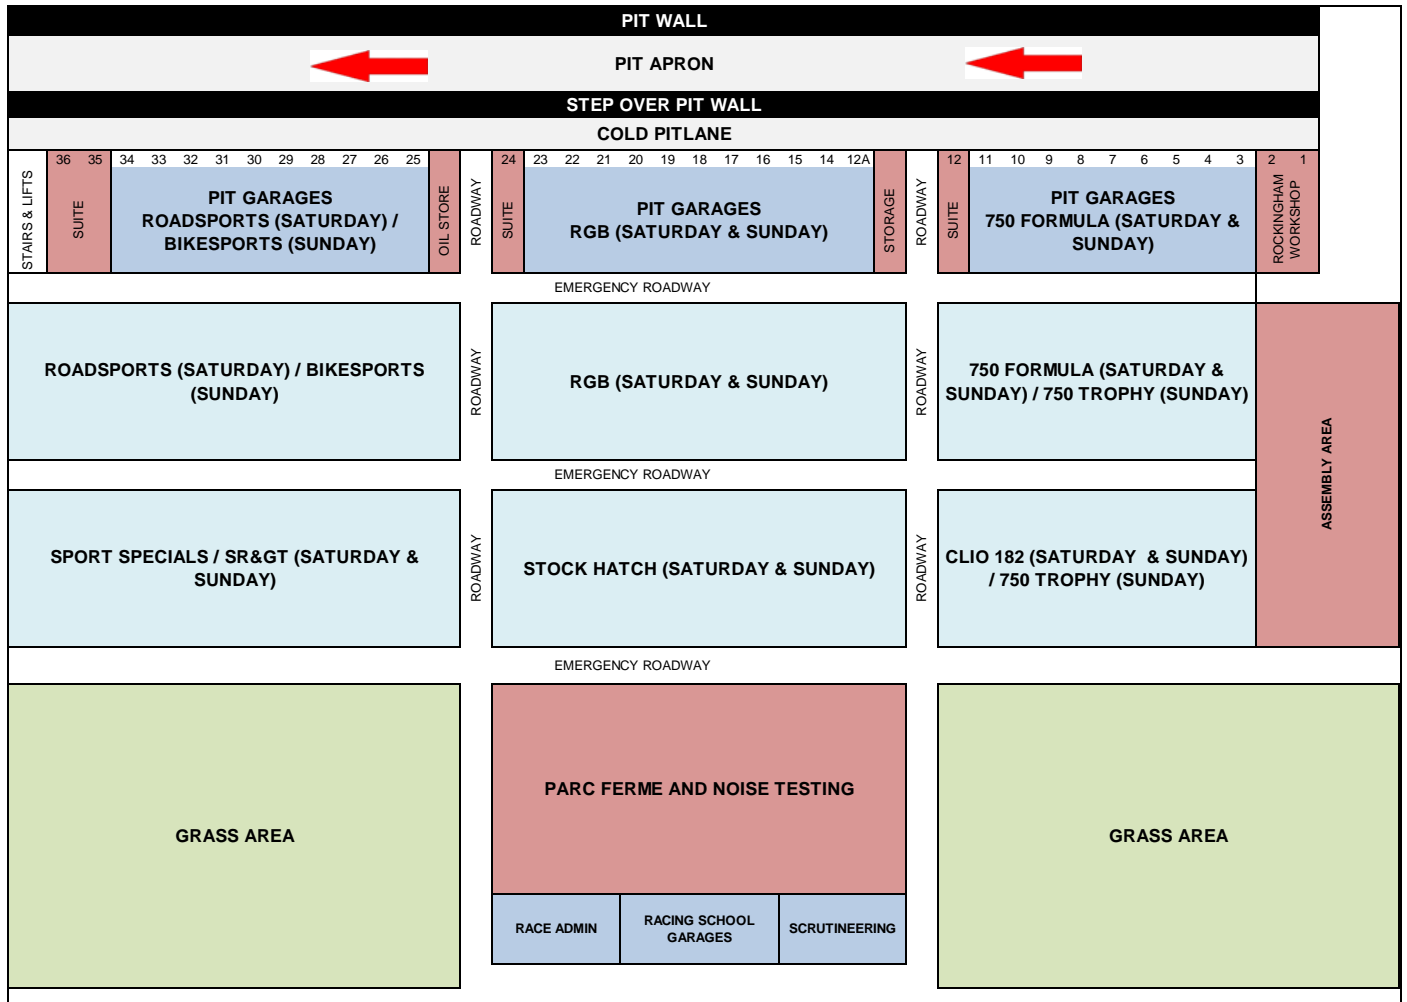 PIT WALL
PIT APRON
STEP OVER PIT WALL
COLD PITLANE
36 35 34 33 32 31 30 29 28 27 26 25 24 23 22 21 20 19 18 17 16 15 14 12A 12 11 10 9 8 7 6 5 4 3 2 1
STAIRS & LIFTS
SUITE
PIT GARAGES
ROADSPORTS (SATURDAY) /
BIKESPORTS (SUNDAY)
OIL STORE
ROADWAY
SUITE
PIT GARAGES
RGB (SATURDAY & SUNDAY)
STORAGE
ROADWAY
SUITE
PIT GARAGES
750 FORMULA (SATURDAY &
SUNDAY)
ROCKINGHAM
WORKSHOP
EMERGENCY ROADWAY
ROADSPORTS (SATURDAY) / BIKESPORTS
(SUNDAY)
ROADWAY
RGB (SATURDAY & SUNDAY)
ROADWAY
750 FORMULA (SATURDAY &
SUNDAY) / 750 TROPHY (SUNDAY)
ASSEMBLY AREA
EMERGENCY ROADWAY
SPORT SPECIALS / SR&GT (SATURDAY &
SUNDAY)
ROADWAY
STOCK HATCH (SATURDAY & SUNDAY)
ROADWAY
CLIO 182 (SATURDAY & SUNDAY)
/ 750 TROPHY (SUNDAY)
EMERGENCY ROADWAY
GRASS AREA
PARC FERME AND NOISE TESTING
GRASS AREA
RACE ADMIN
RACING SCHOOL
GARAGES
SCRUTINEERING